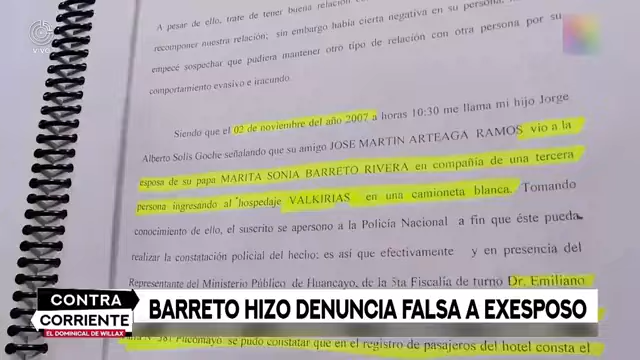 A pesar de ello, trate de tener buena relación
recomponer nuestra relación; sin embargo había cierta negativa en su persona,
empecé sospechar que pudiera mantener otro tipo de relación con otra persona por su
comportamiento evasivo e iracundo.
Siendo que el 02 de noviembre del año 2007 a horas 10:30 me llama mi hijo Jorge
Alberto Solis Goche señalando que su amigo JOSE MARTIN ARTEAGA RAMOS vio a la
esposa de su papa MARITA SONIA BARRETO RIVERA en compañía de una tercera
persona ingresando al "hospedaje VALKIRIAS en una camioneta blanca. Tomando
conocimiento de ello, el suscrito se apersono a la Policía Nacional a fin que éste pueda
realizar la constatación policial del hecho; es así que efectivamente y en presencia del
Representante del Ministerio Público de Huancayo, de la 5ta Fiscalía de turno Dr. Emiliano
CONTRA
CORRIENTE
EL DOMINICAL DE WILLAX
BARRETO HIZO DENUNCIA FALSA A EXESPOSO
se pudo constatar que en el registro de pasajeros del hotel consta el